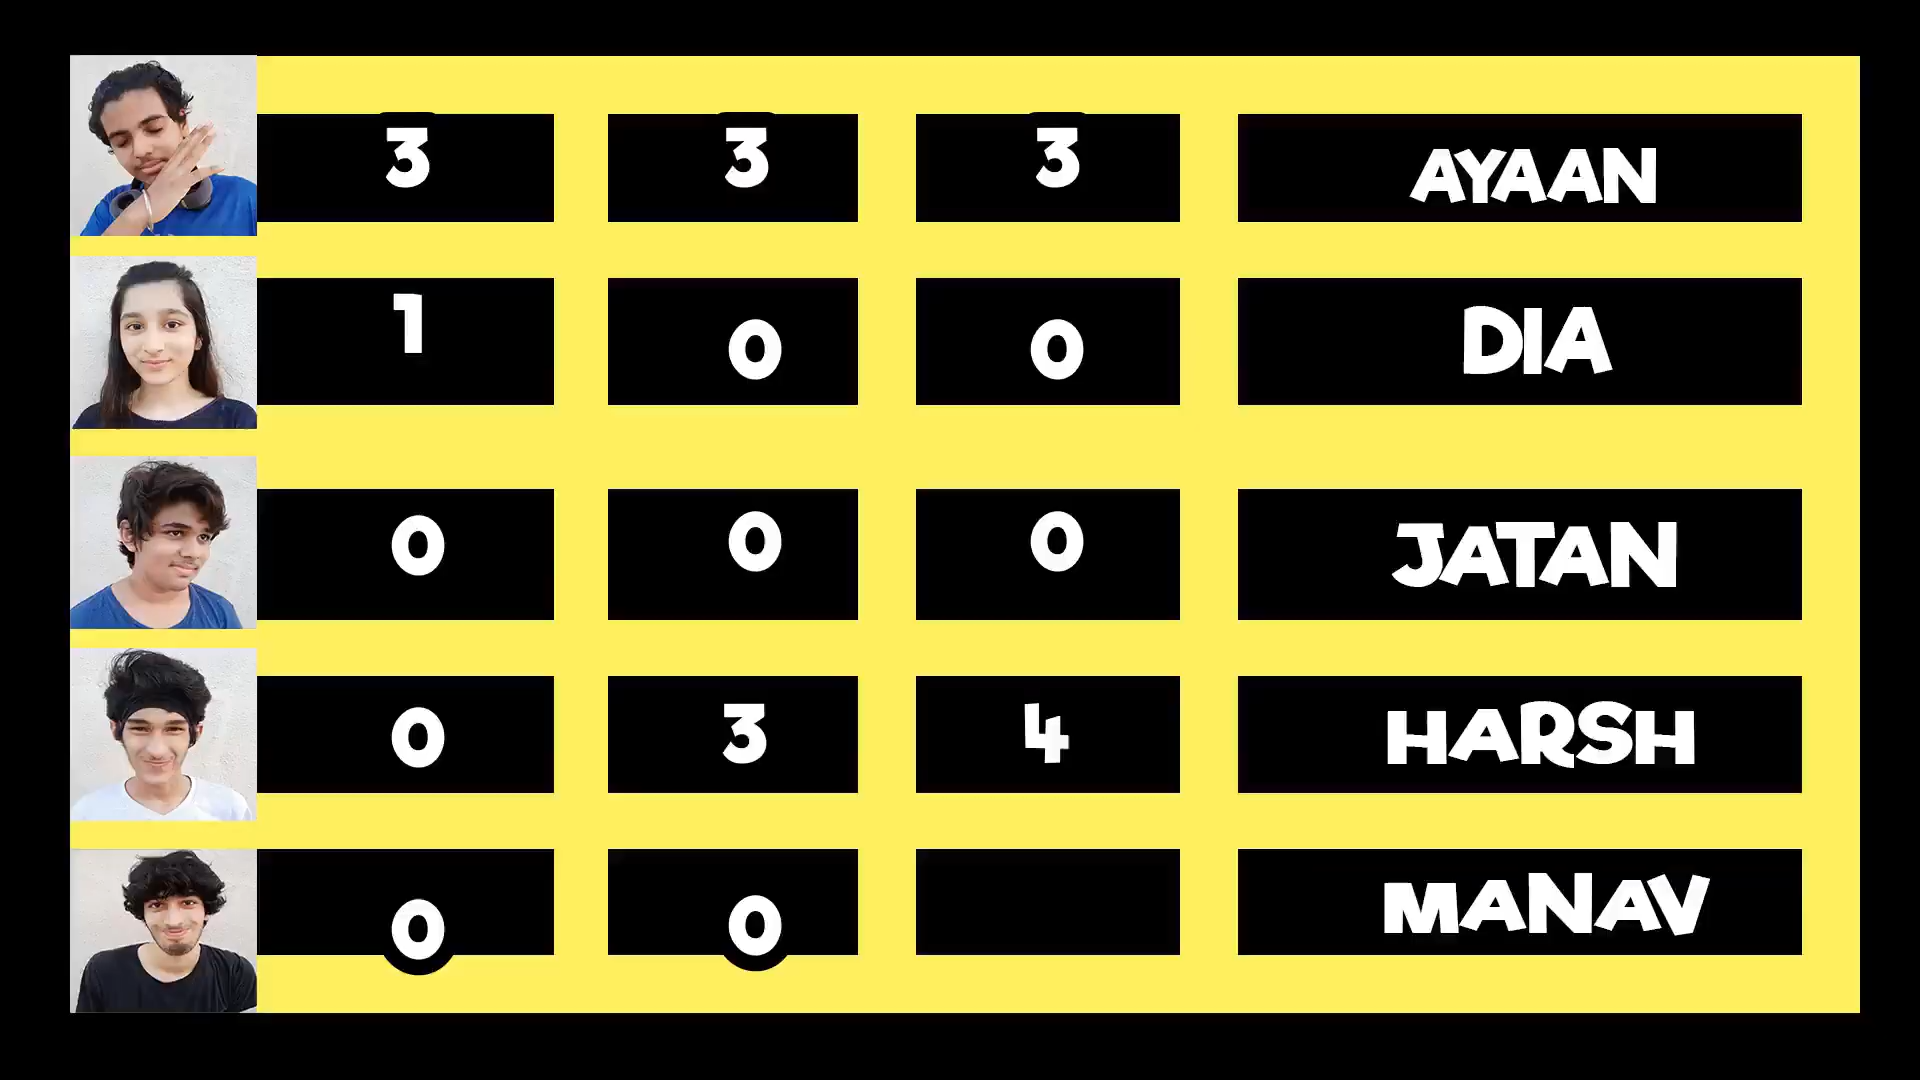 3 3 3 AYAAN
1 0 0 DIA
0 0 0 JATAN
0 3 4 HARSH
0 0 MANAV